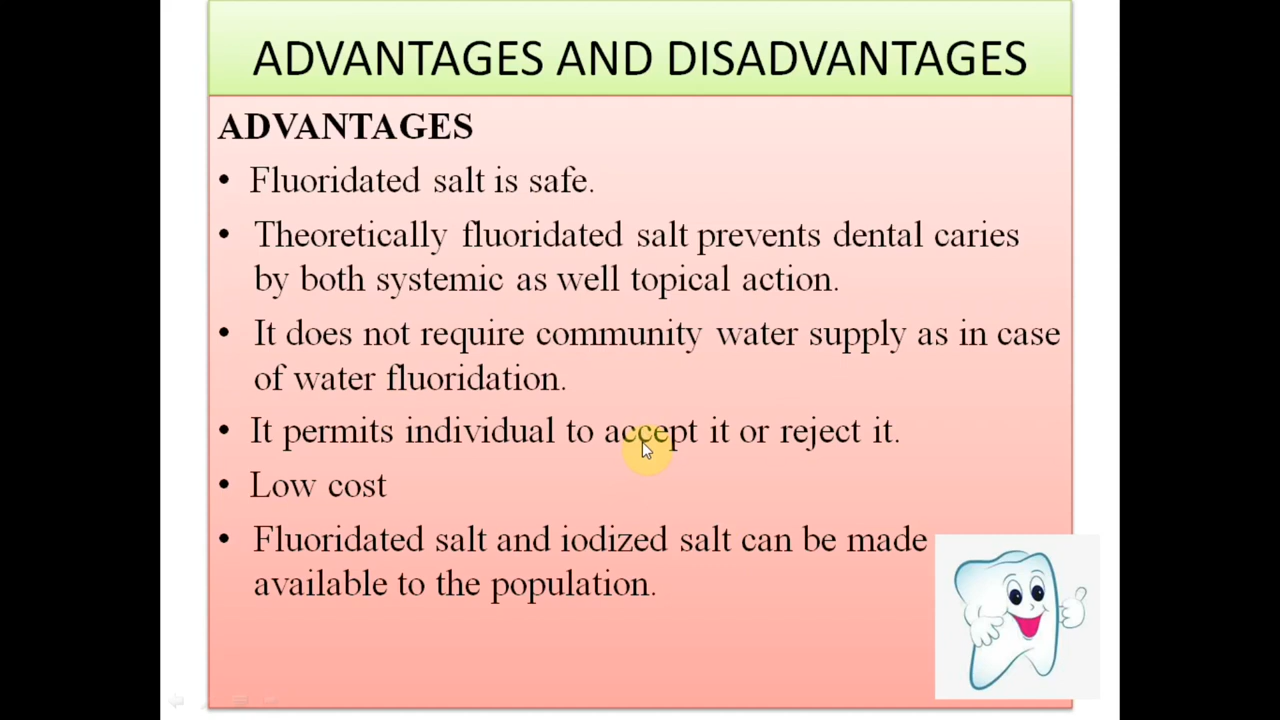 ADVANTAGES AND DISADVANTAGES
ADVANTAGES
• Fluoridated salt is safe.
• Theoretically fluoridated salt prevents dental caries
by both systemic as well topical action.
• It does not require community water supply as in case
of water fluoridation.
• It permits individual to accept it or reject it.
• Low cost
• Fluoridated salt and iodized salt can be made
available to the population.